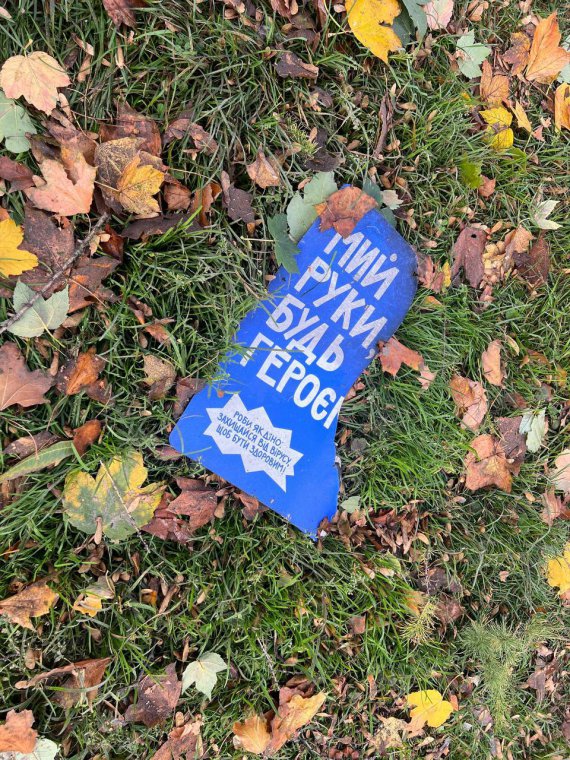 МИЙ
РУКИ,
БУДЬ
ГЕРОЄ
РОБИ ЯК ДІНО:
ЗАХИЩАЙСЯ ВІД ВІРУСУ,
ЩОБ БУТИ ЗДОРОВИМ!